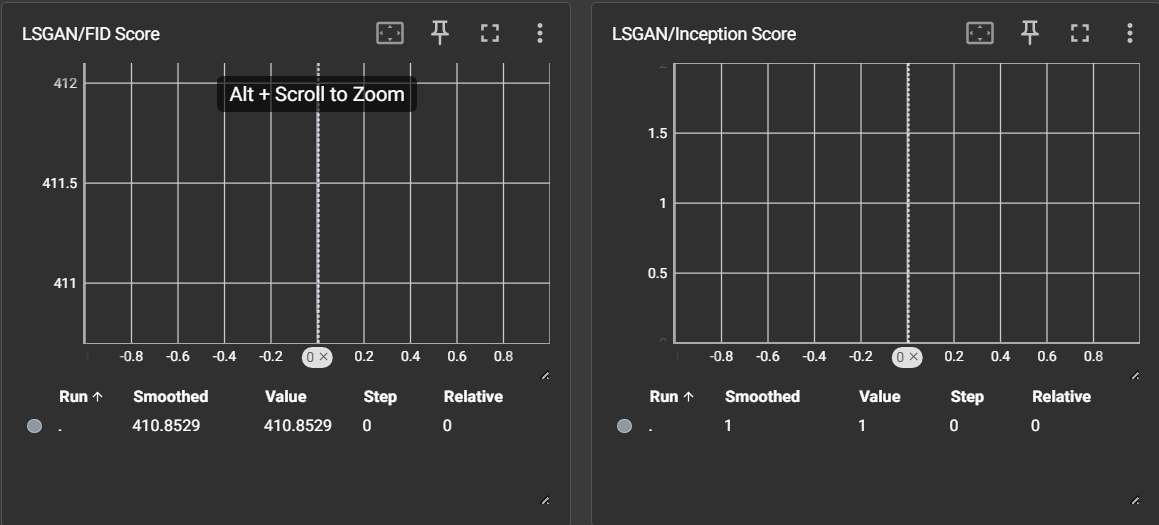 LSGAN/FID Score
412
Alt + Scroll to Zoom
411.5
411
-0.8 -0.6 -0.4 -0.2 0 × 0.2 0.4 0.6 0.8
Run ↑ Smoothed Value Step Relative
. 410.8529 410.8529 0 0
LSGAN/Inception Score
2
1.5
1
0.5
0
-0.8 -0.6 -0.4 -0.2 0 × 0.2 0.4 0.6 0.8
Run ↑ Smoothed Value Step Relative
. 1 1 0 0